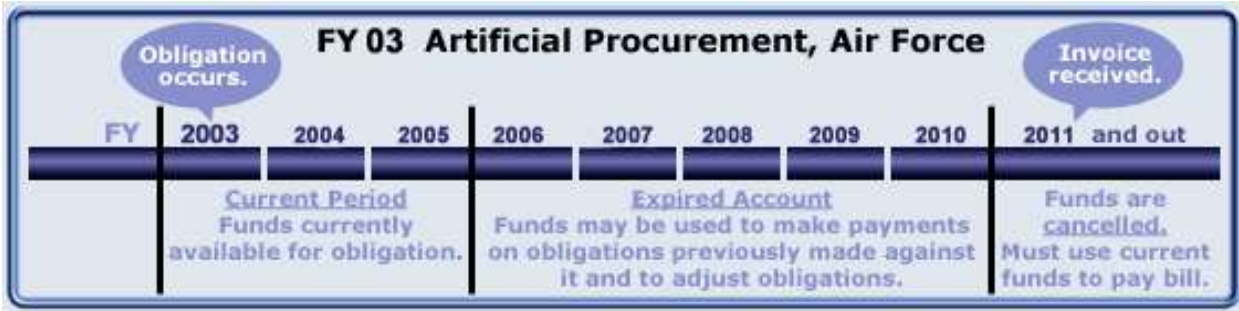 FY 03 Artificial Procurement, Air Force
Obligation
occurs.
Invoice
received.
FY 2003 2004 2005 2006 2007 2008 2009 2010 2011 and out
Current Period
Funds currently
available for obligation.
Expired Account
Funds may be used to make payments
on obligations previously made against
it and to adjust obligations.
Funds are
cancelled.
Must use current
funds to pay bill.